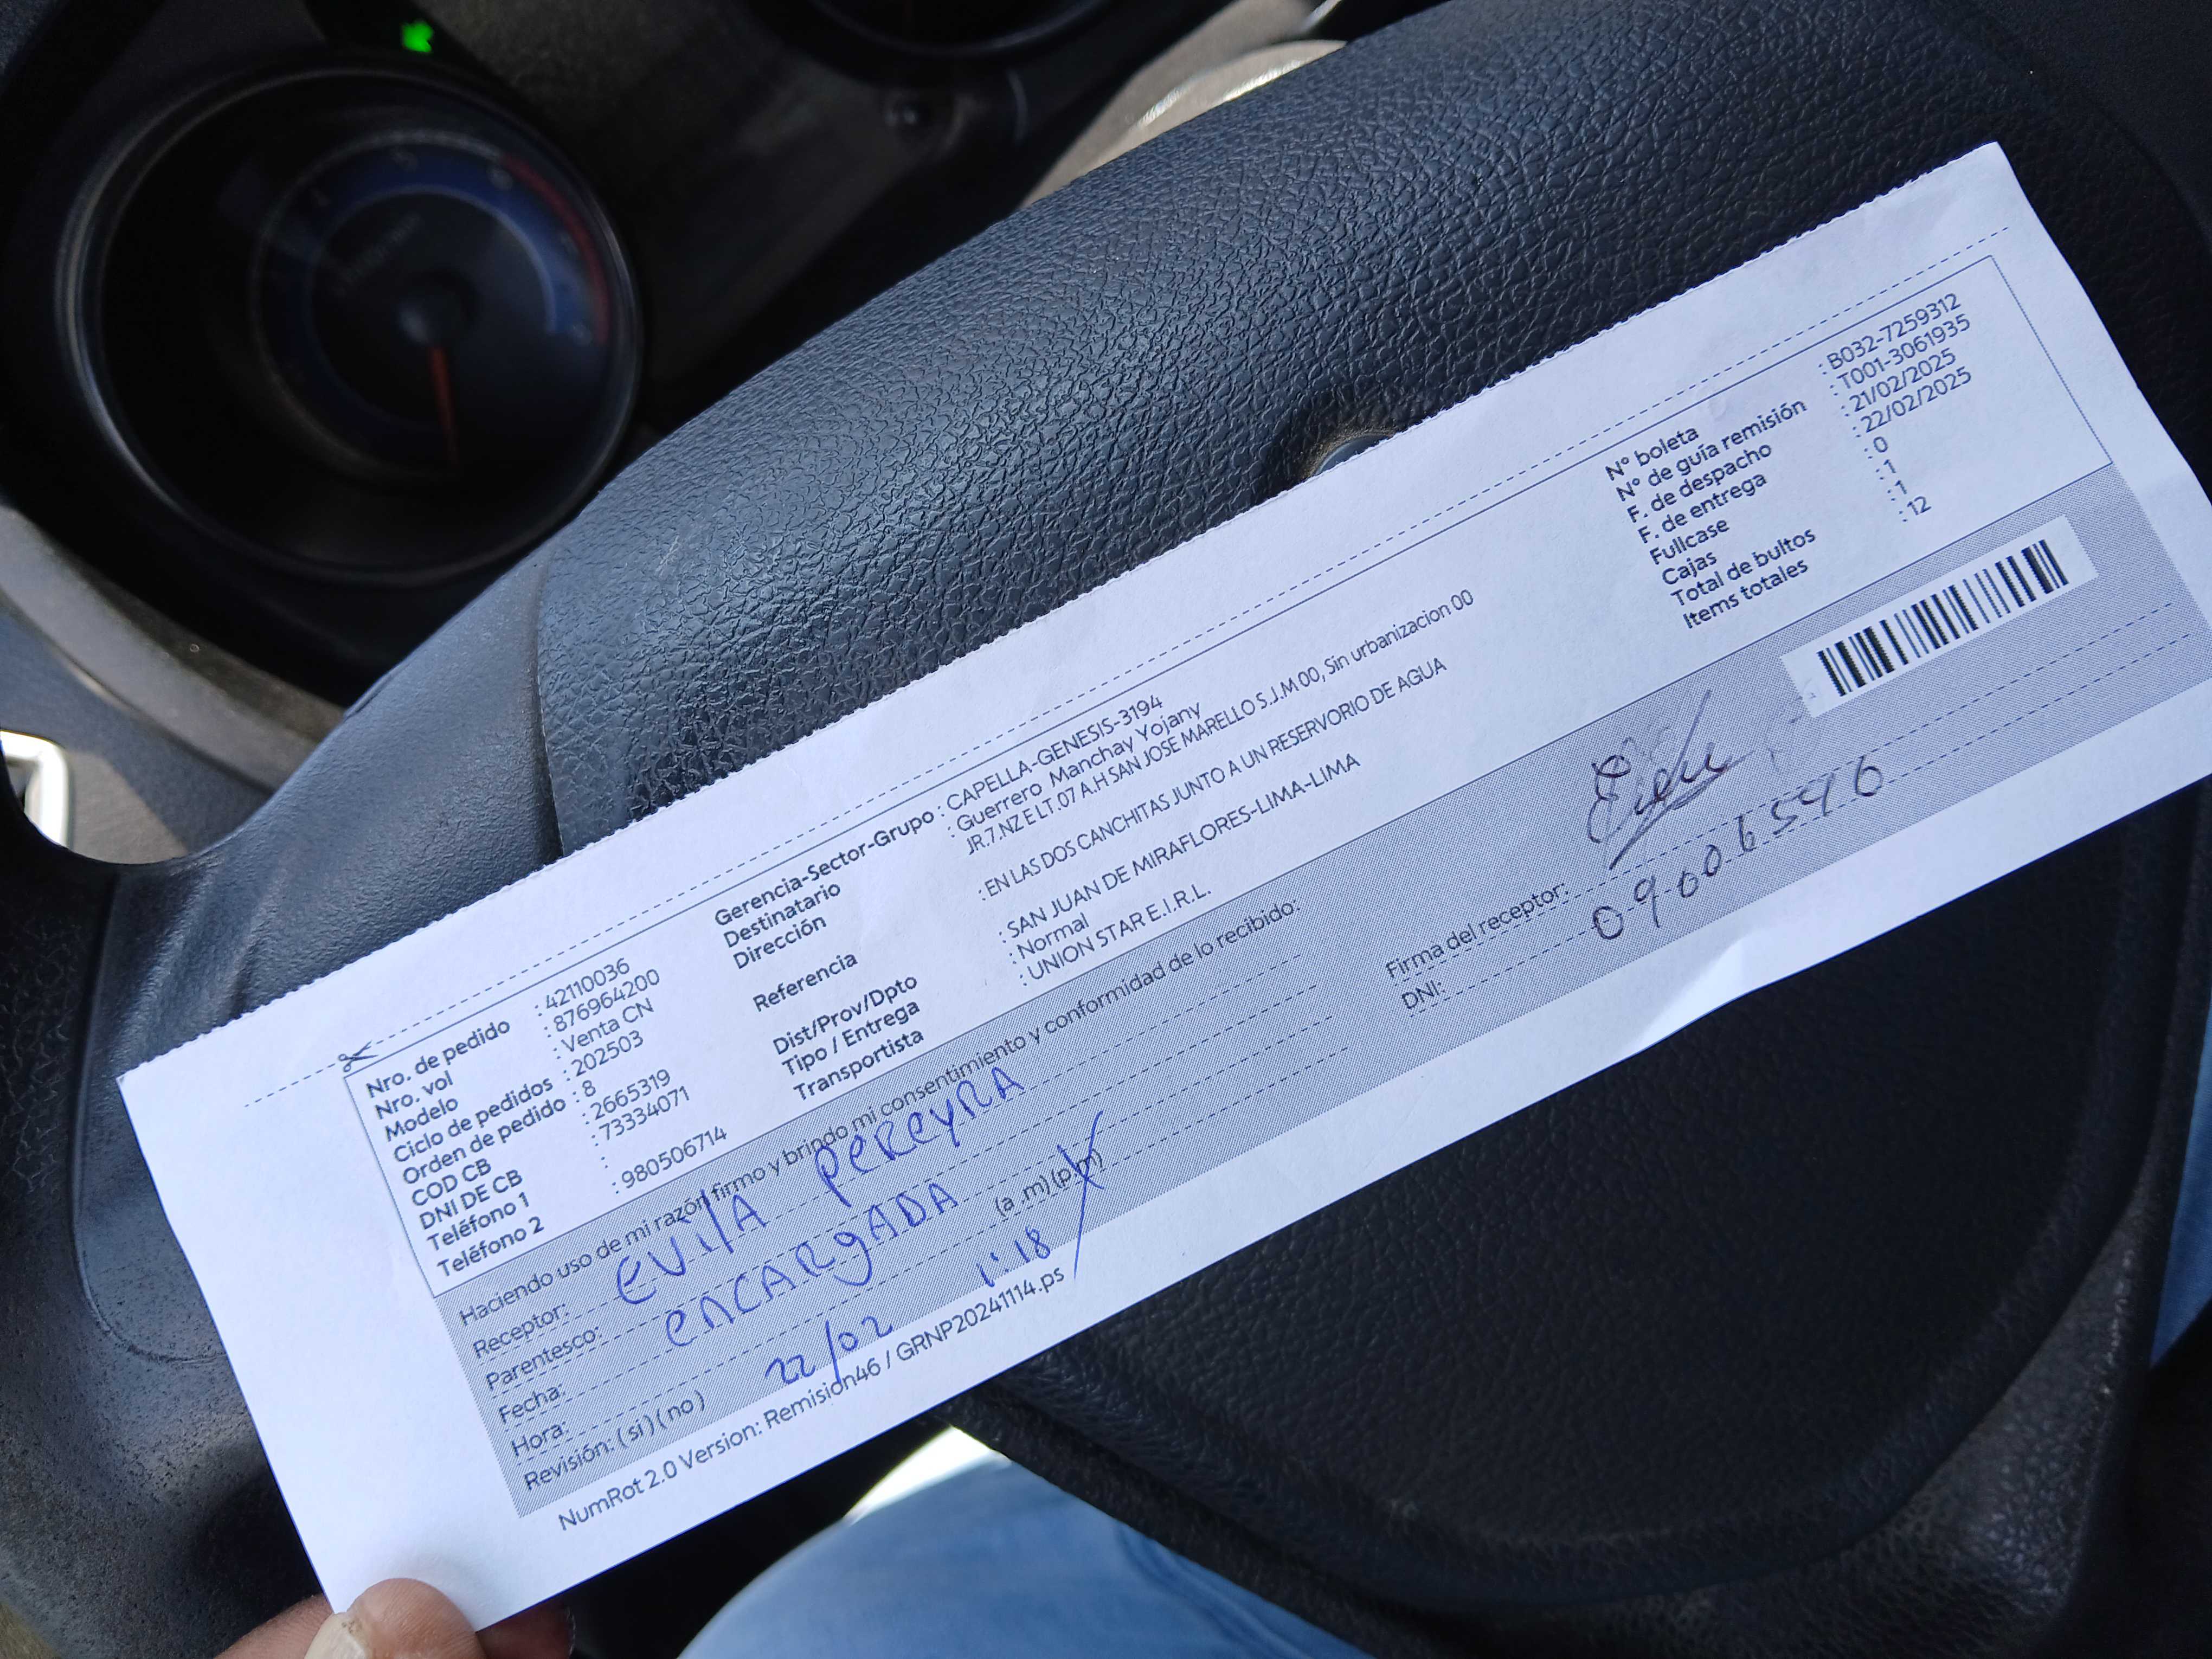 Nro. de pedido : 42110036
Nro. vol : 876964200
Modelo : Venta CN
Ciclo de pedidos : 202503
Orden de pedido : 8
COD CB : 2665319
DNI DE CB : 73334071
Teléfono 1 :
Teléfono 2 : 980506714
Gerencia-Sector-Grupo : CAPELLA-GENESIS-3194
Destinatario : Guerrero Manchay Yojany
Dirección JR.7.NZ E LT.07 A.H SAN JOSE MARELLO S.J.M 00, Sin urbanizacion 00
Referencia : EN LAS DOS CANCHITAS JUNTO A UN RESERVORIO DE AGUA
Dist/Prov/Dpto : SAN JUAN DE MIRAFLORES-LIMA-LIMA
Tipo / Entrega : Normal
Transportista : UNION STAR E.I.R.L.
N° boleta : B032-7259312
N° de guía remisión : T001-3061935
F. de despacho : 21/02/2025
F. de entrega : 22/02/2025
Fullcase : 0
Cajas : 1
Total de bultos : 1
Items totales : 12
Haciendo uso de mi razón firmo y brindo mi consentimiento y conformidad de lo recibido:
Receptor: evilA pereyRA
Parentesco: encARgADA
Fecha: 22/02
Hora: 1:18 (a .m) (p.m)
Revisión: ( si ) ( no )
Firma del receptor:
DNI: 09006546
NumRot 2.0 Version: Remision46 / GRNP20241114.ps